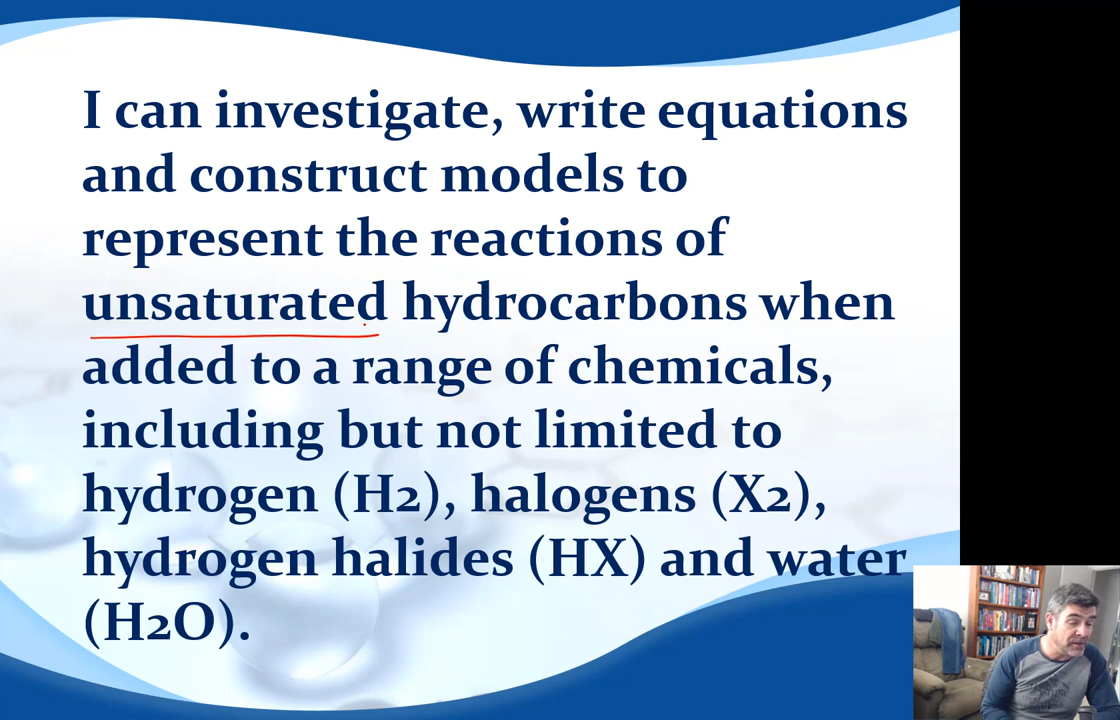 I can investigate, write equations
and construct models to
represent the reactions of
unsaturated hydrocarbons when
added to a range of chemicals,
including but not limited to
hydrogen (H2), halogens (X2),
hydrogen halides (HX) and water
(H2O).